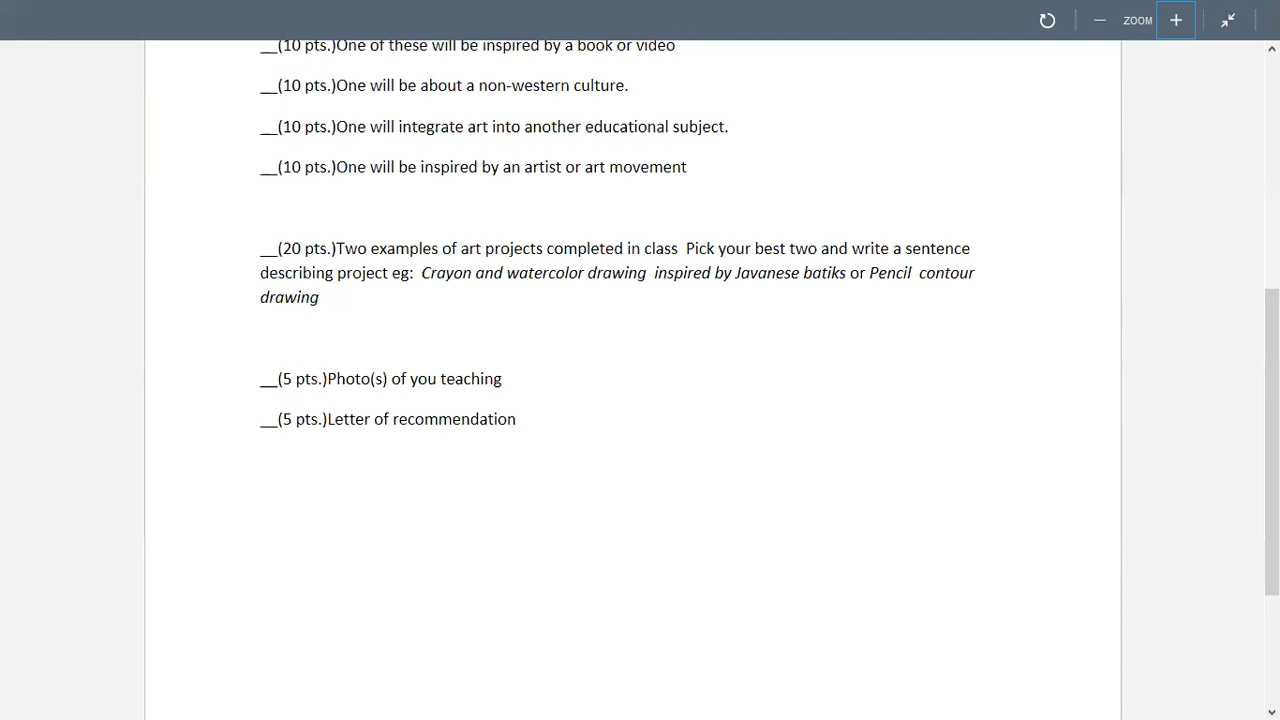 ZOOM
__(10 pts.)One of these will be inspired by a book or video
__(10 pts.)One will be about a non-western culture.
__(10 pts.)One will integrate art into another educational subject.
__(10 pts.)One will be inspired by an artist or art movement
__(20 pts.)Two examples of art projects completed in class  Pick your best two and write a sentence
describing project eg:  Crayon and watercolor drawing  inspired by Javanese batiks or Pencil  contour
drawing
__(5 pts.)Photo(s) of you teaching
__(5 pts.)Letter of recommendation